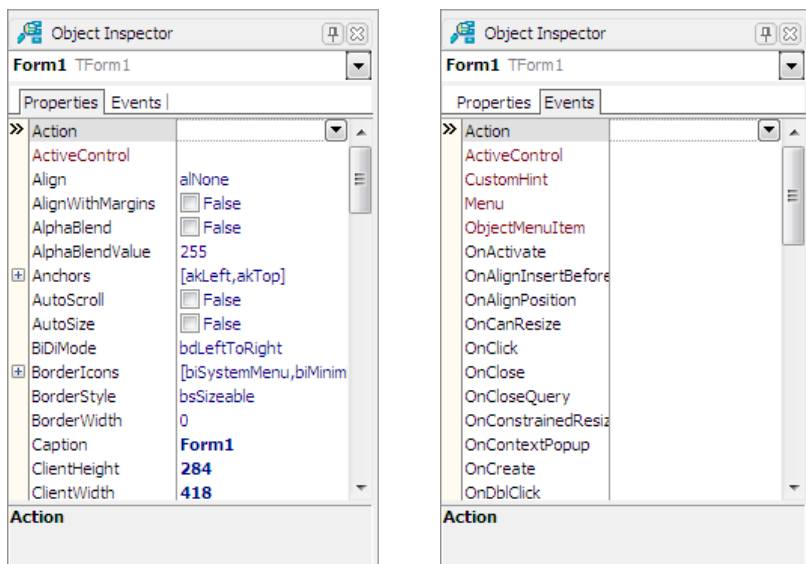 Object Inspector
Form1 TForm1
Properties Events
Action
ActiveControl
Align alNone
AlignWithMargins False
AlphaBlend False
AlphaBlendValue 255
Anchors [akLeft,akTop]
AutoScroll False
AutoSize False
BiDiMode bdLeftToRight
BorderIcons [biSystemMenu,biMinim
BorderStyle bsSizeable
BorderWidth 0
Caption Form1
ClientHeight 284
ClientWidth 418
Action
Object Inspector
Form1 TForm1
Properties Events
Action
ActiveControl
CustomHint
Menu
ObjectMenuItem
OnActivate
OnAlignInsertBefore
OnAlignPosition
OnCanResize
OnClick
OnClose
OnCloseQuery
OnConstrainedResiz
OnContextPopup
OnCreate
OnDblClick
Action